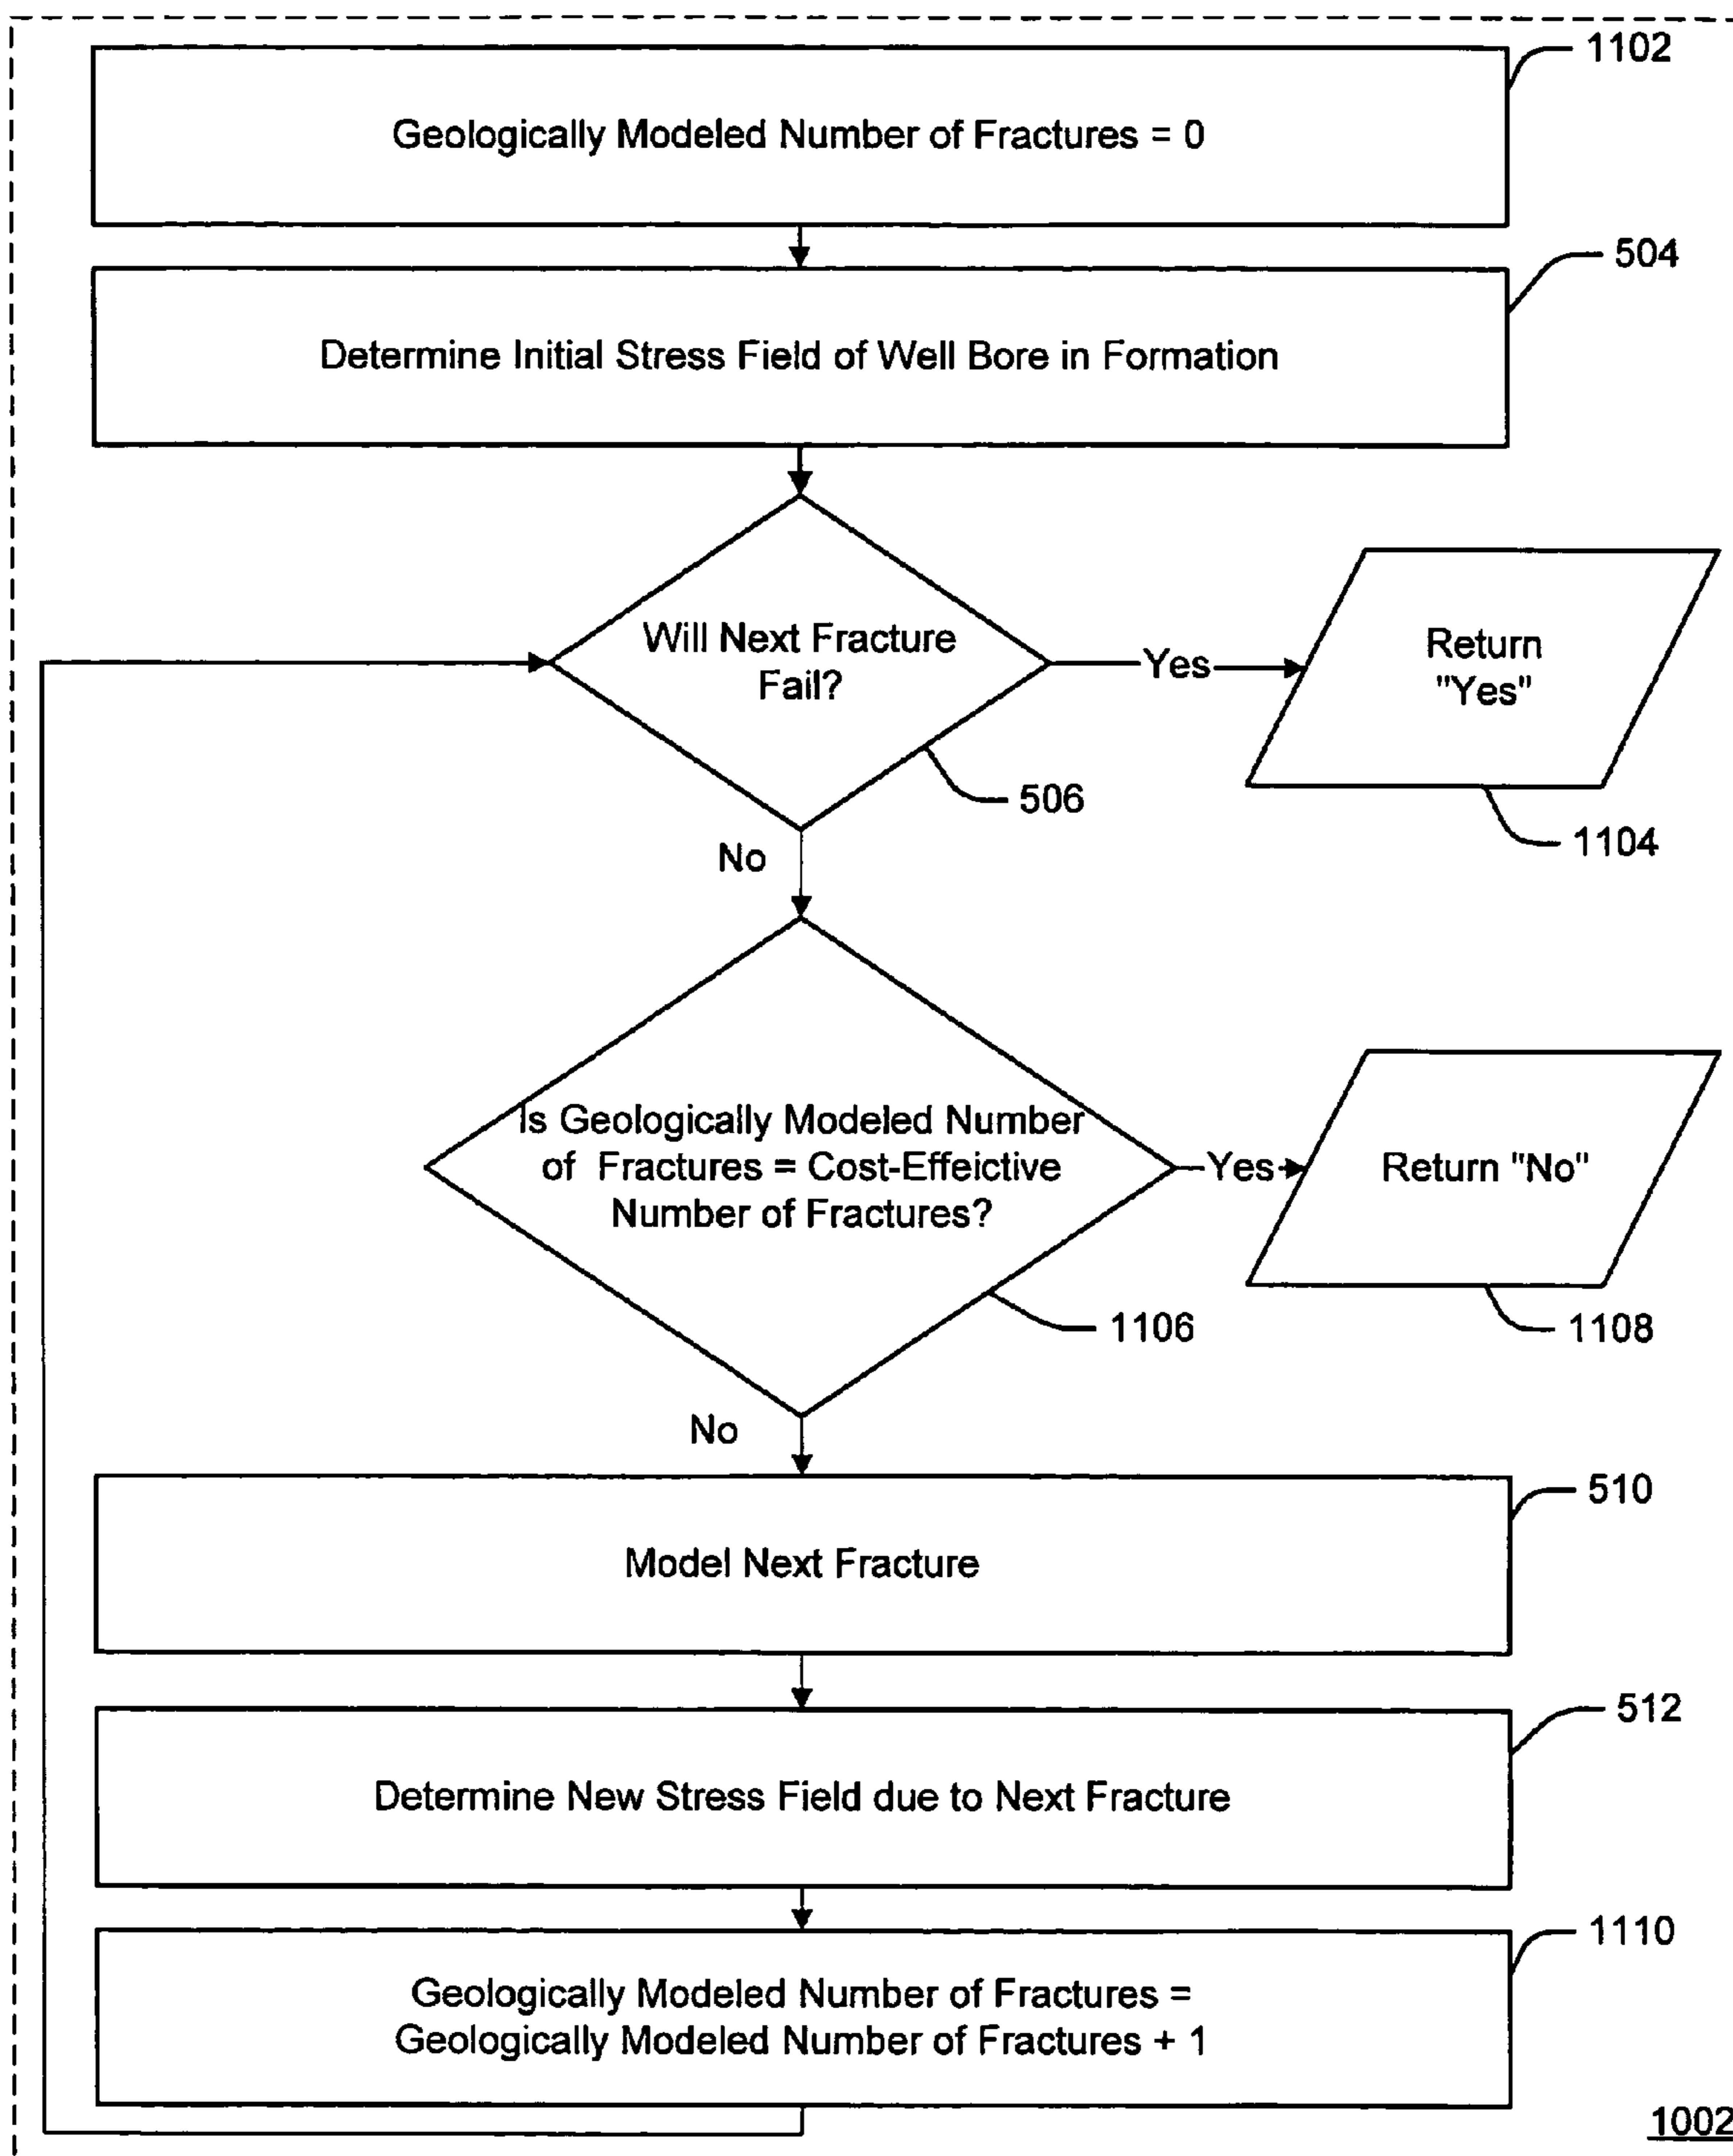 1102
Geologically Modeled Number of Fractures = 0
504
Determine Initial Stress Field of Well Bore in Formation
Will Next Fracture
Fail?
Yes
Return
"Yes"
506
1104
No
Is Geologically Modeled Number
of Fractures = Cost-Effeictive
Number of Fractures?
Yes
Return "No"
1106
1108
No
510
Model Next Fracture
512
Determine New Stress Field due to Next Fracture
1110
Geologically Modeled Number of Fractures =
Geologically Modeled Number of Fractures + 1
1002